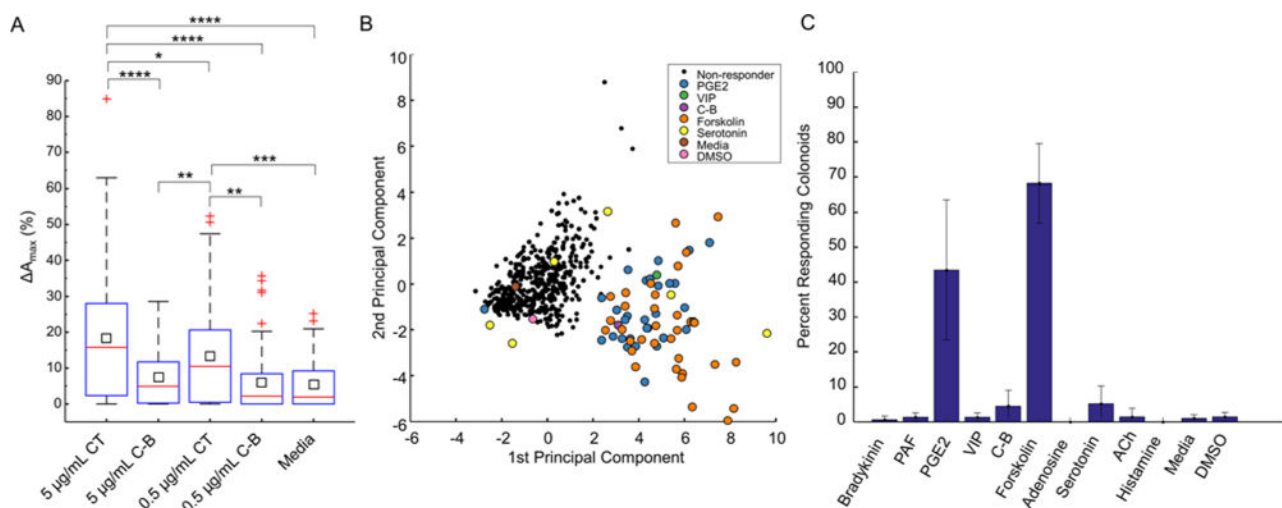 A
****
****
*
****
***
**
**
90
80
70
60
50
40
30
20
10
0
ΔAmax (%)
5 µg/mL CT
5 µg/mL C-B
0.5 µg/mL CT
0.5 µg/mL C-B
Media
B
10
8
6
4
2
0
-2
-4
-6
2nd Principal Component
-6
-4
-2
0
2
4
6
8
10
1st Principal Component
Non-responder
PGE2
VIP
C-B
Forskolin
Serotonin
Media
DMSO
C
100
90
80
70
60
50
40
30
20
10
0
Percent Responding Colonoids
Bradykinin
PAF
PGE2
VIP
C-B
Forskolin
Adenosine
Serotonin
ACh
Histamine
Media
DMSO